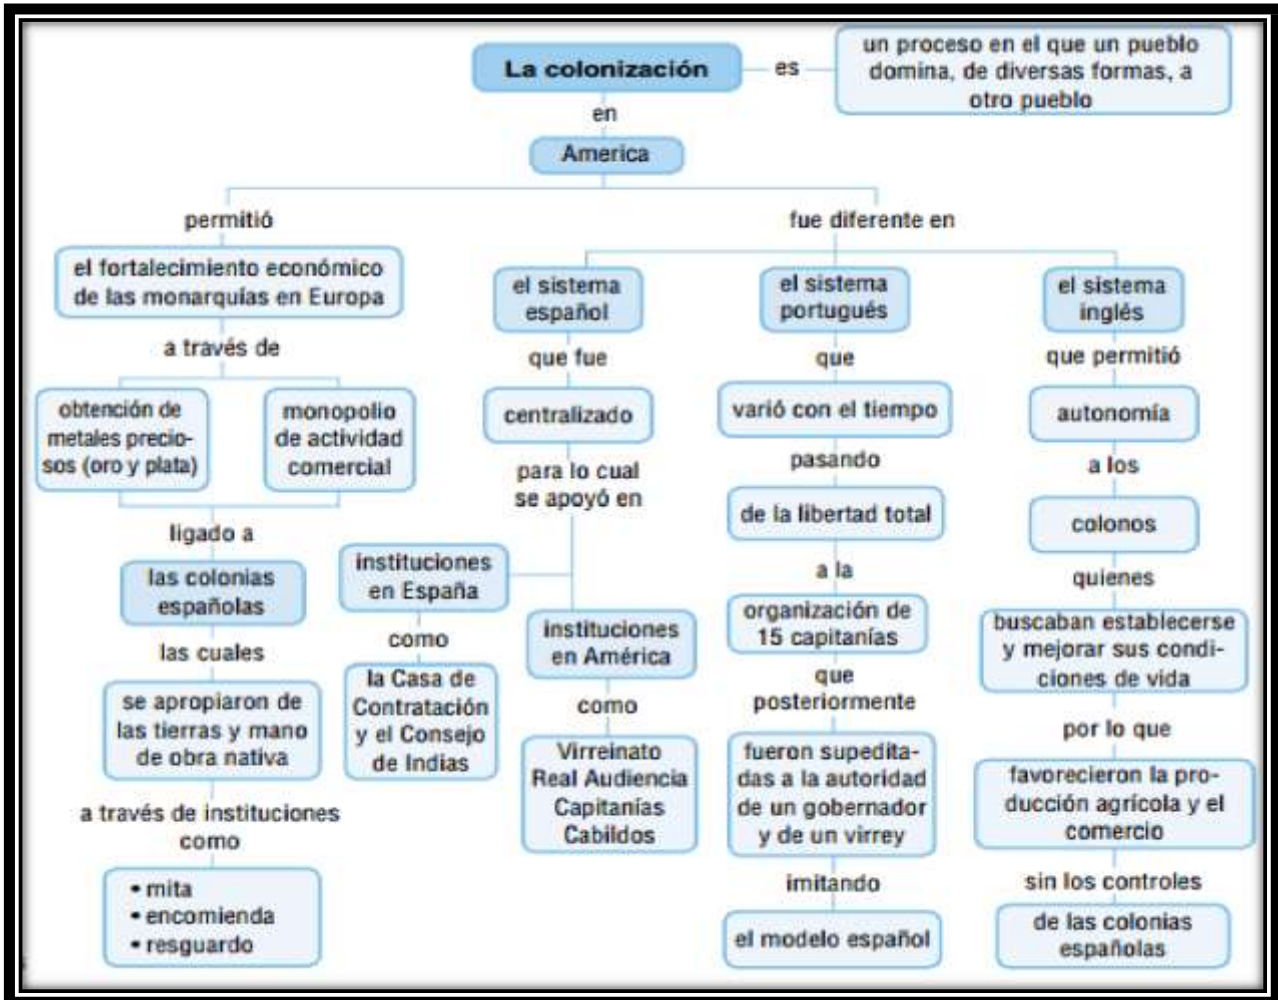 La colonización
es
un proceso en el que un pueblo
domina, de diversas formas, a
otro pueblo
en
America
permitió
el fortalecimiento económico
de las monarquías en Europa
a través de
obtención de
metales precio-
sos (oro y plata)
monopolio
de actividad
comercial
ligado a
las colonias
españolas
las cuales
se apropiaron de
las tierras y mano
de obra nativa
a través de instituciones
como
• mita
• encomienda
• resguardo
fue diferente en
el sistema
español
que fue
centralizado
para lo cual
se apoyó en
instituciones
en España
como
la Casa de
Contratación
y el Consejo
de Indias
instituciones
en América
como
Virreinato
Real Audiencia
Capitanías
Cabildos
el sistema
portugués
que
varió con el tiempo
pasando
de la libertad total
a la
organización de
15 capitanías
que
posteriormente
fueron supedita-
das a la autoridad
de un gobernador
y de un virrey
imitando
el modelo español
el sistema
inglés
que permitió
autonomía
a los
colonos
quienes
buscaban establecerse
y mejorar sus condi-
ciones de vida
por lo que
favorecieron la pro-
ducción agrícola y el
comercio
sin los controles
de las colonias
españolas